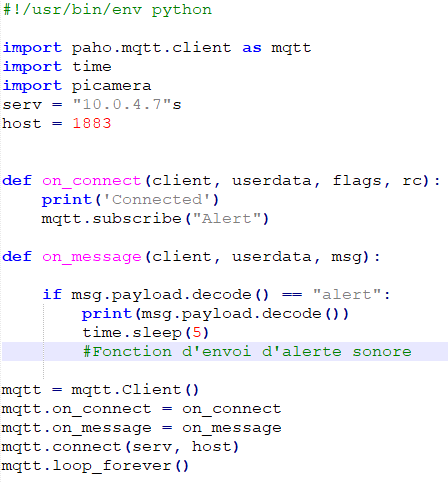 #!/usr/bin/env python
import paho.mqtt.client as mqtt
import time
import picamera
serv = "10.0.4.7"s
host = 1883
def on_connect(client, userdata, flags, rc):
print('Connected')
mqtt.subscribe("Alert")
def on_message(client, userdata, msg):
if msg.payload.decode() == "alert":
print(msg.payload.decode())
time.sleep(5)
#Fonction d'envoi d'alerte sonore
mqtt = mqtt.Client()
mqtt.on_connect = on_connect
mqtt.on_message = on_message
mqtt.connect(serv, host)
mqtt.loop_forever()